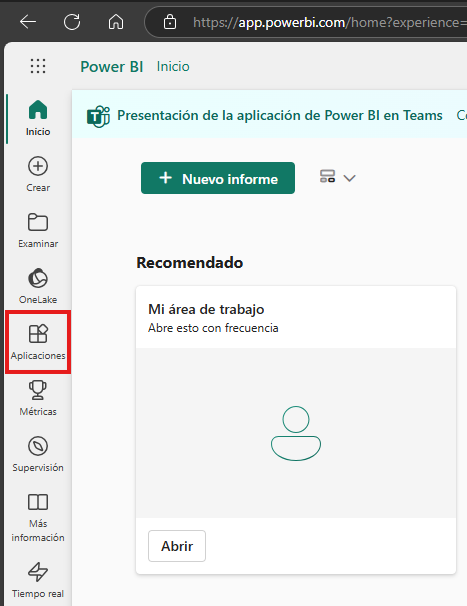 https://app.powerbi.com/home?experience=
Power BI Inicio
Presentación de la aplicación de Power BI en Teams
Inicio
Crear
Examinar
OneLake
Aplicaciones
Métricas
Supervisión
Más
información
Tiempo real
+ Nuevo informe
Recomendado
Mi área de trabajo
Abre esto con frecuencia
Abrir